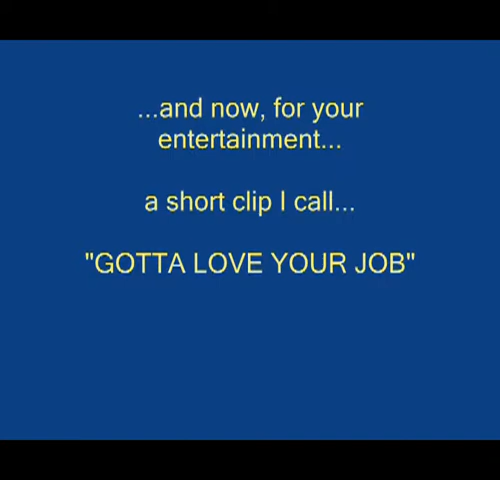 ...and now, for your
entertainment...
a short clip I call...
"GOTTA LOVE YOUR JOB"